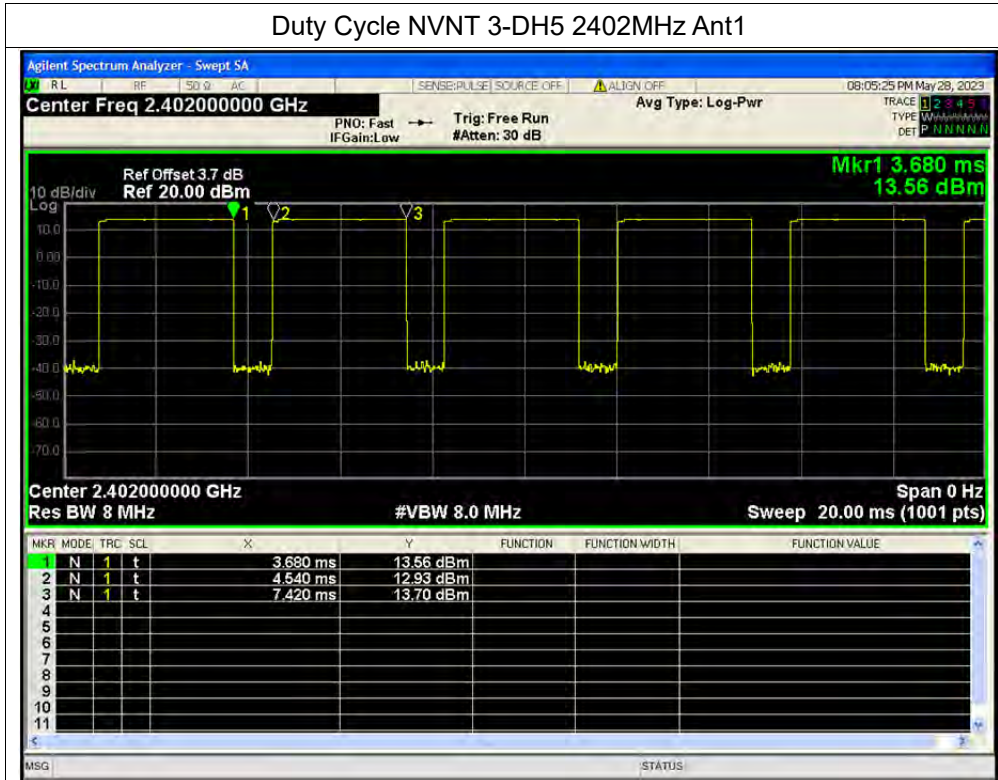 Duty Cycle NVNT 3-DH5 2402MHz Ant1
Agilent Spectrum Analyzer - Swept SA
RL RF 50 Ω AC SENSE:PULSE SOURCE OFF ALIGN OFF 08:05:25 PM May 28, 2023
Center Freq 2.402000000 GHz Avg Type: Log-Pwr TRACE 1 2 3 4 5 6
PNO: Fast Trig: Free Run TYPE
IFGain:Low #Atten: 30 dB DET P N N N N N
Mkr1 3.680 ms
Ref Offset 3.7 dB
10 dB/div Ref 20.00 dBm 13.56 dBm
Log
1 2 3
10.0
0.00
-10.0
-20.0
-30.0
-40.0
-50.0
-60.0
-70.0
Center 2.402000000 GHz Span 0 Hz
Res BW 8 MHz #VBW 8.0 MHz Sweep 20.00 ms (1001 pts)
MKR MODE TRC SCL X Y FUNCTION FUNCTION WIDTH FUNCTION VALUE
1 N 1 t 3.680 ms 13.56 dBm
2 N 1 t 4.540 ms 12.93 dBm
3 N 1 t 7.420 ms 13.70 dBm
4
5
6
7
8
9
10
11
MSG STATUS